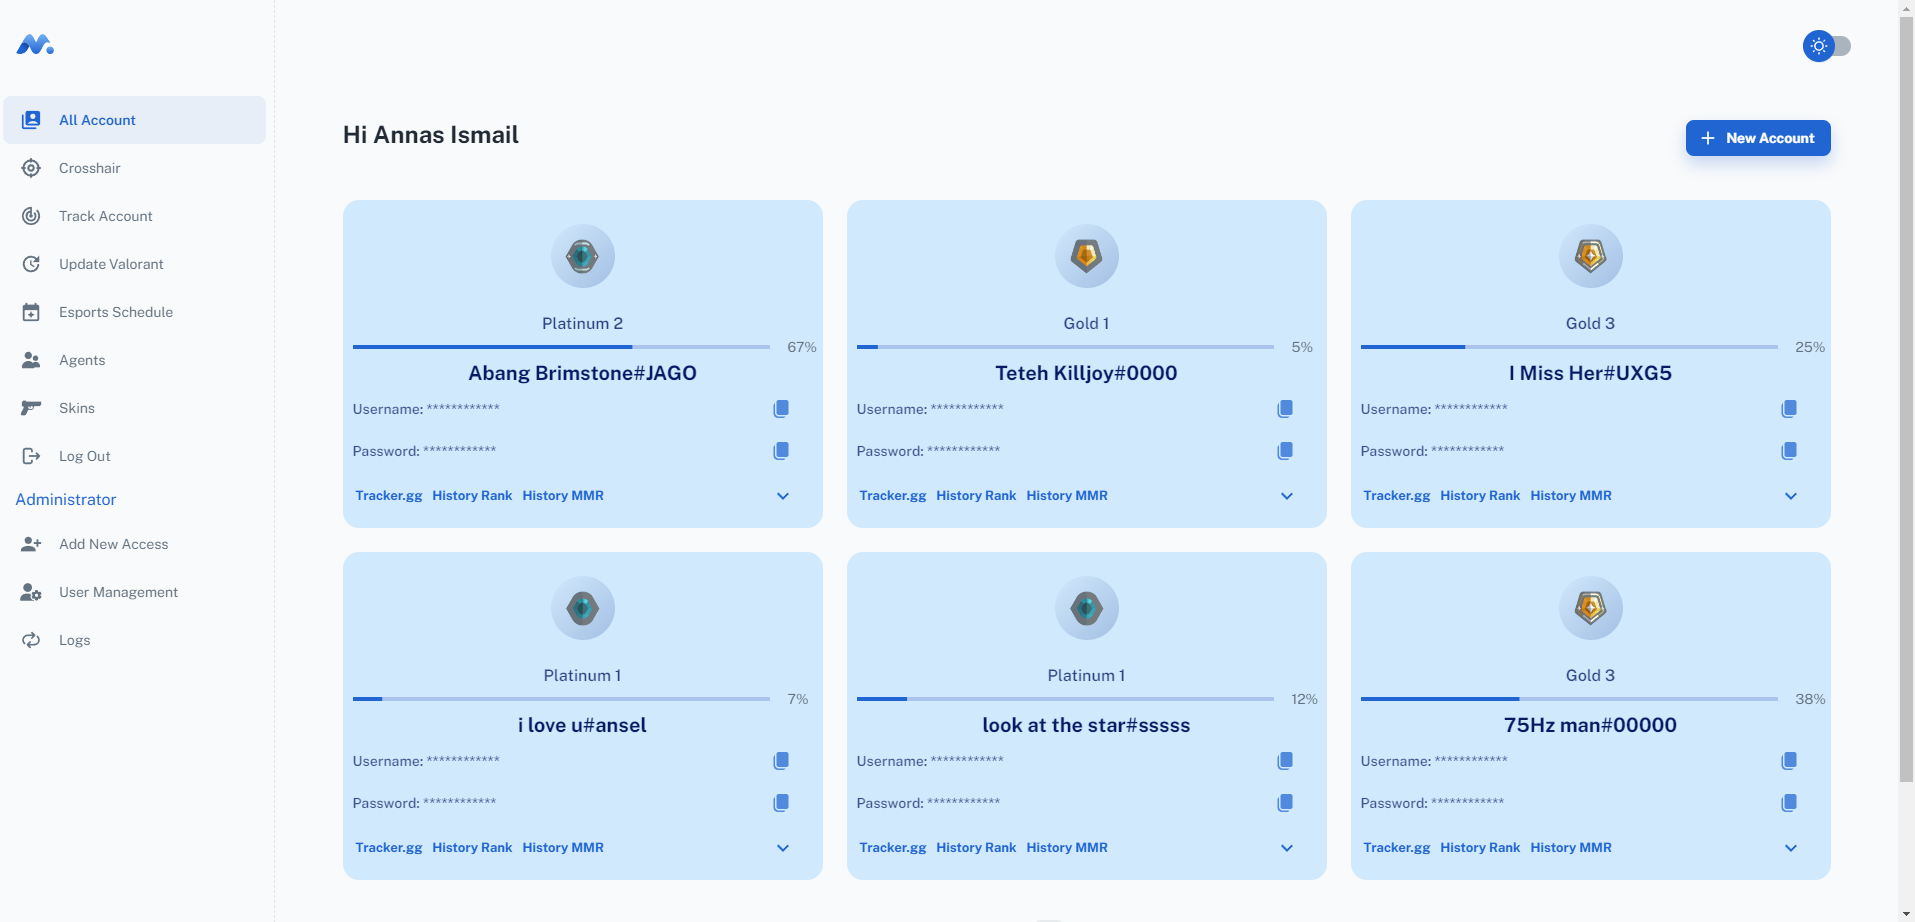 All Account
Crosshair
Track Account
Update Valorant
Esports Schedule
Agents
Skins
Log Out
Administrator
Add New Access
User Management
Logs
Hi Annas Ismail
New Account
Platinum 2
67%
Abang Brimstone#JAGO
Username: ************
Password: ************
Tracker.gg History Rank History MMR
Gold 1
5%
Teteh Killjoy#0000
Username: ************
Password: ************
Tracker.gg History Rank History MMR
Gold 3
25%
I Miss Her#UXG5
Username: ************
Password: ************
Tracker.gg History Rank History MMR
Platinum 1
7%
i love u#ansel
Username: ************
Password: ************
Tracker.gg History Rank History MMR
Platinum 1
12%
look at the star#sssss
Username: ************
Password: ************
Tracker.gg History Rank History MMR
Gold 3
38%
75Hz man#00000
Username: ************
Password: ************
Tracker.gg History Rank History MMR